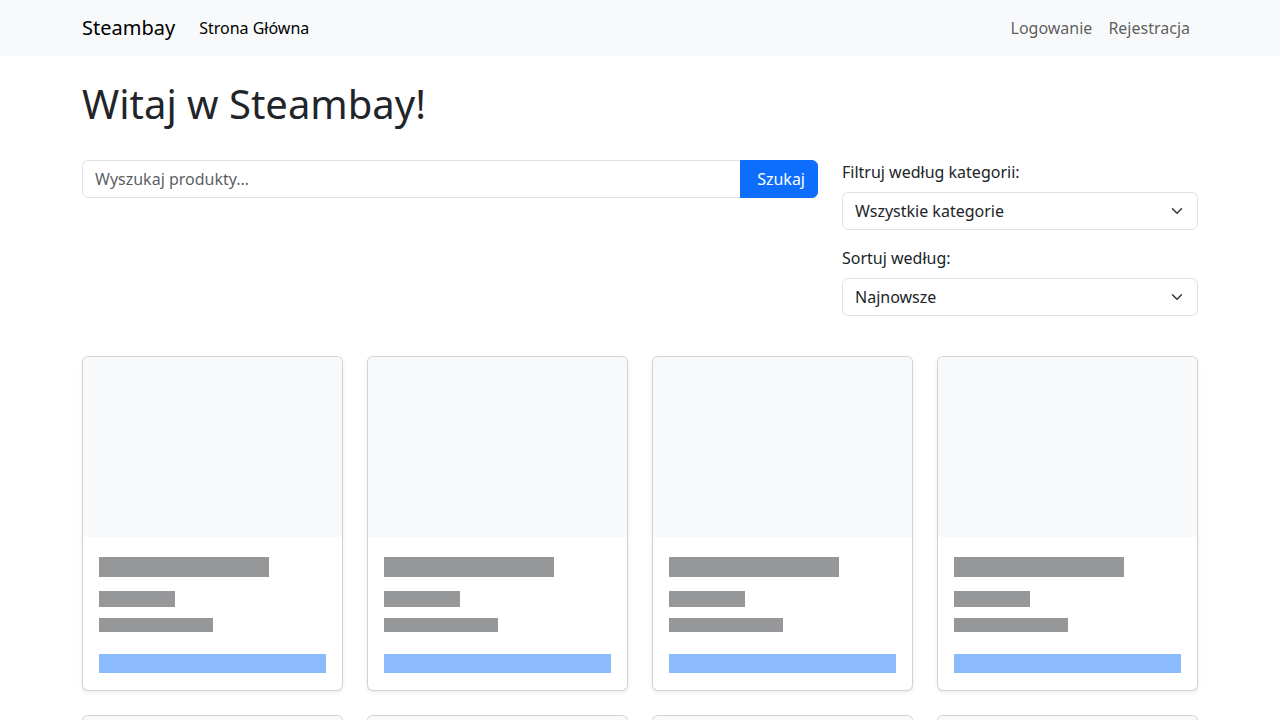 Steambay
Strona Główna
Logowanie
Rejestracja
Witaj w Steambay!
Wyszukaj produkty...
Szukaj
Filtruj według kategorii:
Wszystkie kategorie
Sortuj według:
Najnowsze